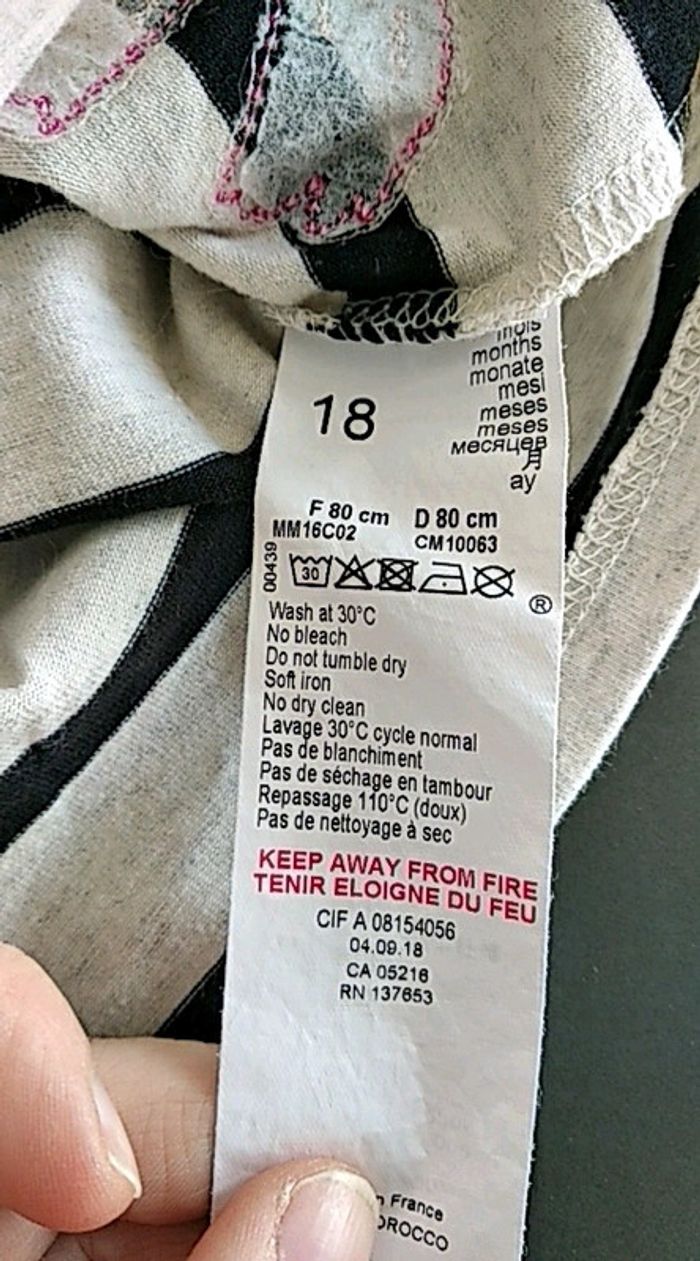 mois
months
monate
mesi
meses
meses
месяцев
月
ay
18
F 80 cm D 80 cm
MM16C02 CM10063
00439
30
®
Wash at 30°C
No bleach
Do not tumble dry
Soft iron
No dry clean
Lavage 30°C cycle normal
Pas de blanchiment
Pas de séchage en tambour
Repassage 110°C (doux)
Pas de nettoyage à sec
KEEP AWAY FROM FIRE
TENIR ELOIGNE DU FEU
CIF A 08154056
04.09.18
CA 05216
RN 137653
France